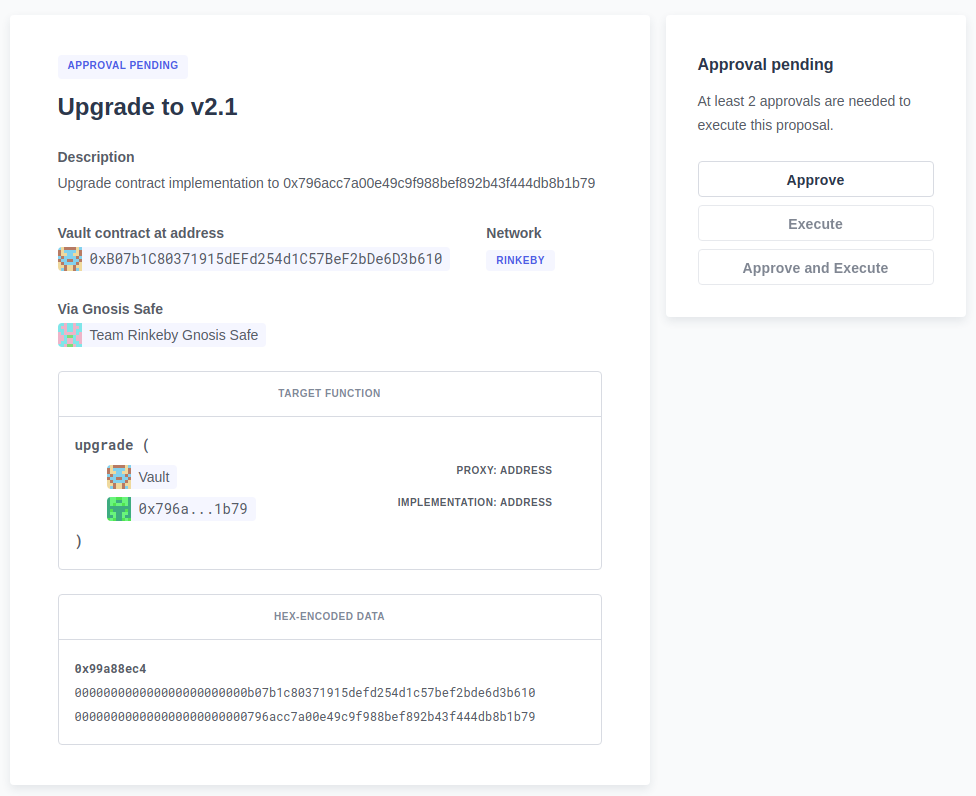 APPROVAL PENDING
Upgrade to v2.1
Description
Upgrade contract implementation to 0x796acc7a00e49c9f988bef892b43f444db8b1b79
Vault contract at address
0xB07b1C80371915dEFd254d1C57BeF2bDe6D3b610
Network
RINKEBY
Via Gnosis Safe
Team Rinkeby Gnosis Safe
TARGET FUNCTION
upgrade (
Vault PROXY: ADDRESS
0x796a...1b79 IMPLEMENTATION: ADDRESS
)
HEX-ENCODED DATA
0x99a88ec4
000000000000000000000000b07b1c80371915defd254d1c57bef2bde6d3b610
000000000000000000000000796acc7a00e49c9f988bef892b43f444db8b1b79
Approval pending
At least 2 approvals are needed to
execute this proposal.
Approve
Execute
Approve and Execute